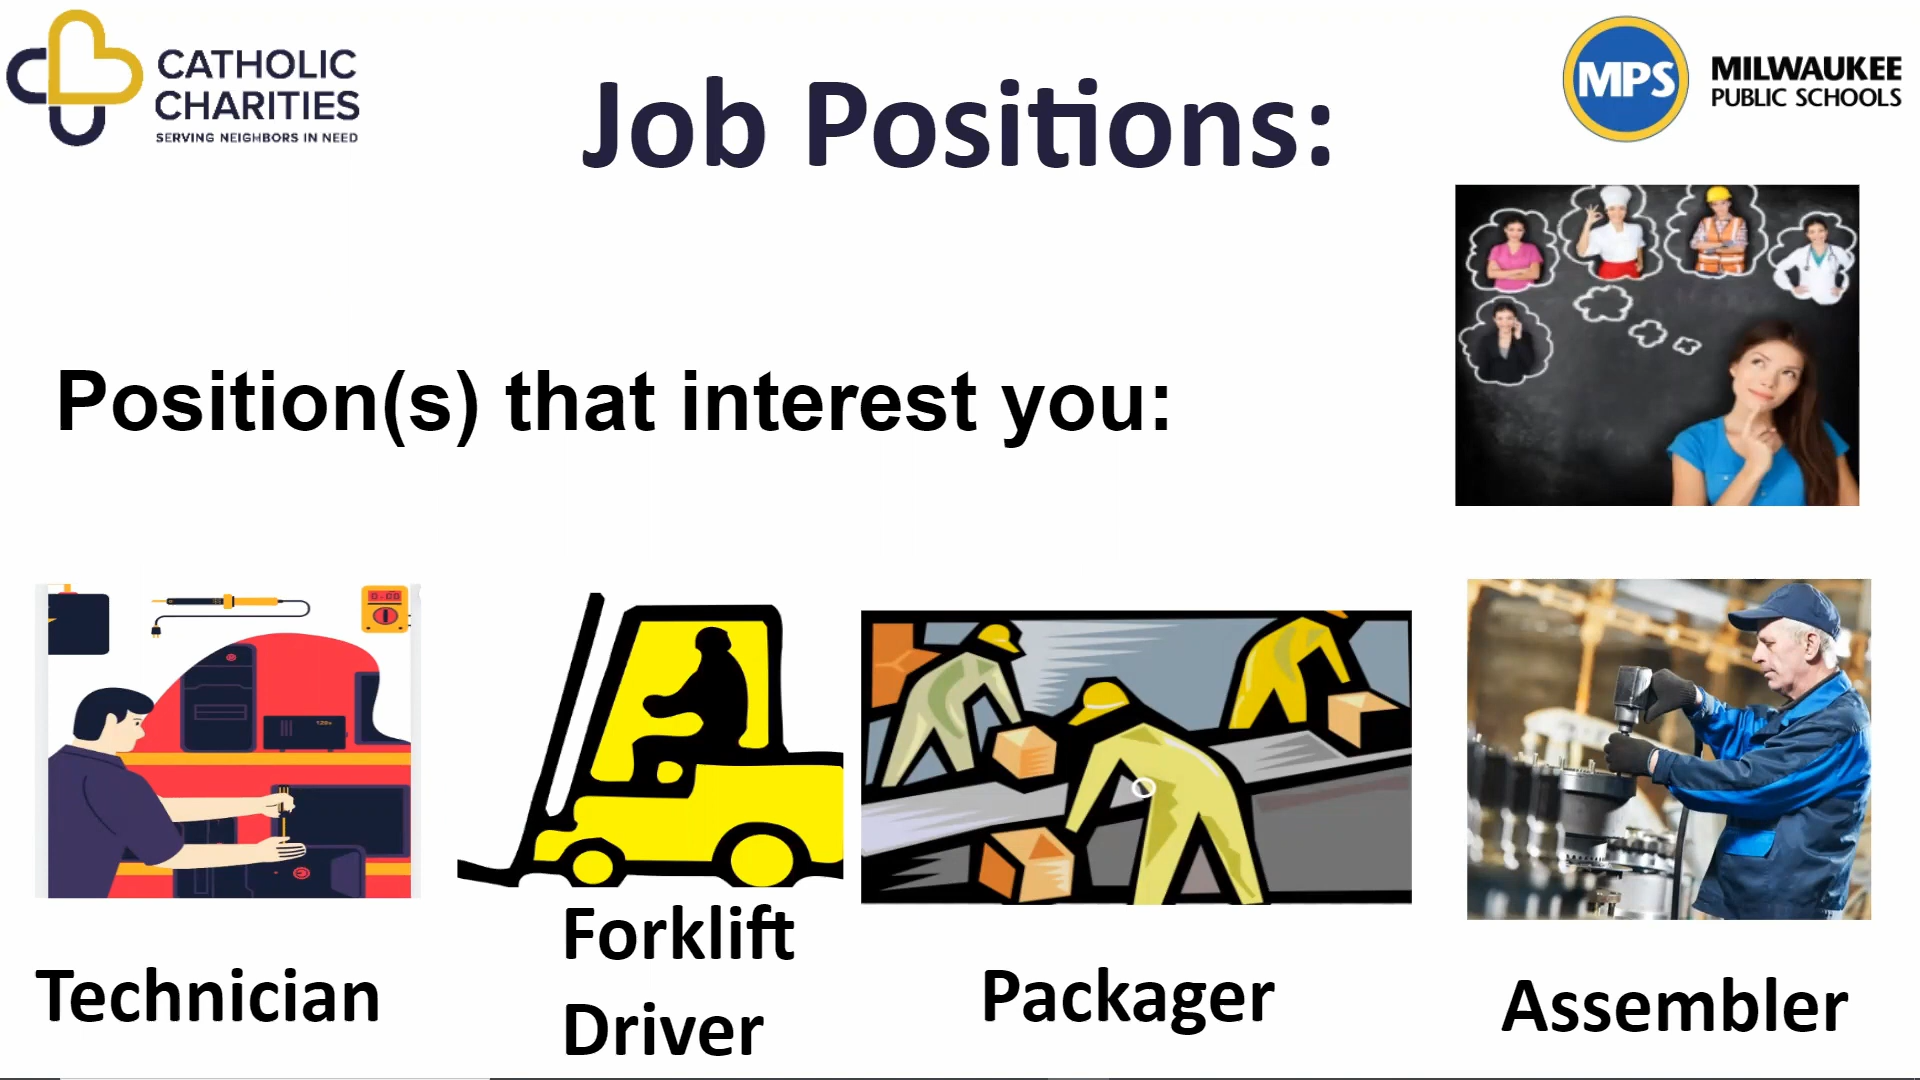 CATHOLIC
CHARITIES
SERVING NEIGHBORS IN NEED
Job Positions:
MPS
MILWAUKEE
PUBLIC SCHOOLS
Position(s) that interest you:
Technician
Forklift
Driver
Packager
Assembler